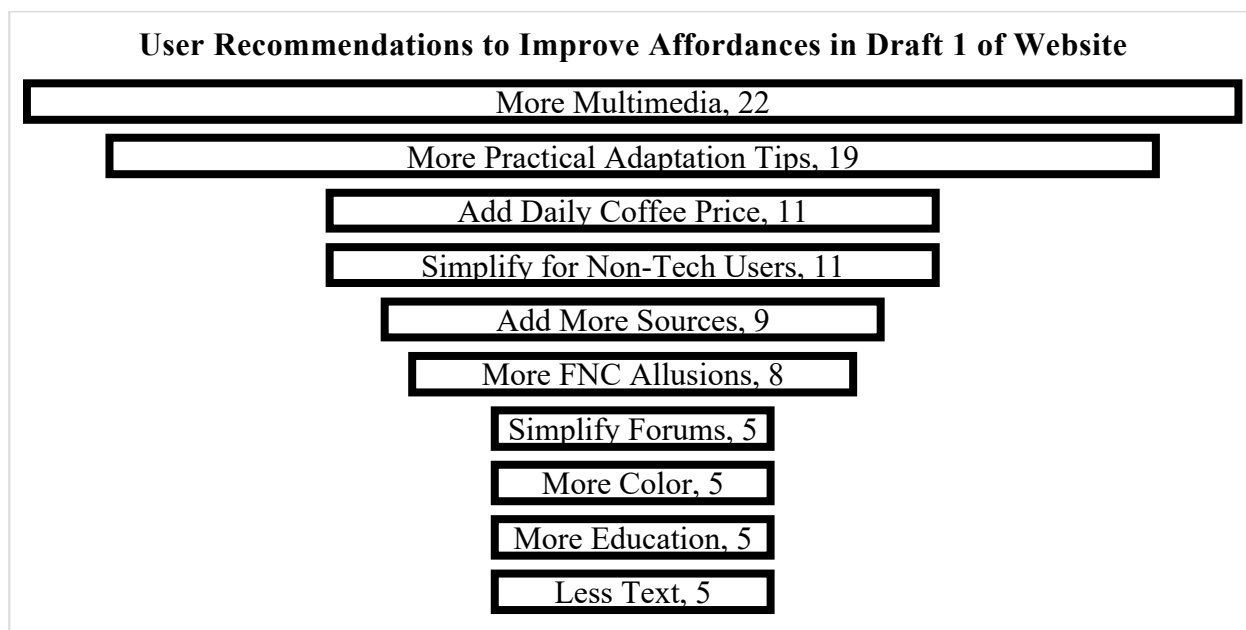 User Recommendations to Improve Affordances in Draft 1 of Website
More Multimedia, 22
More Practical Adaptation Tips, 19
Add Daily Coffee Price, 11
Simplify for Non-Tech Users, 11
Add More Sources, 9
More FNC Allusions, 8
Simplify Forums, 5
More Color, 5
More Education, 5
Less Text, 5